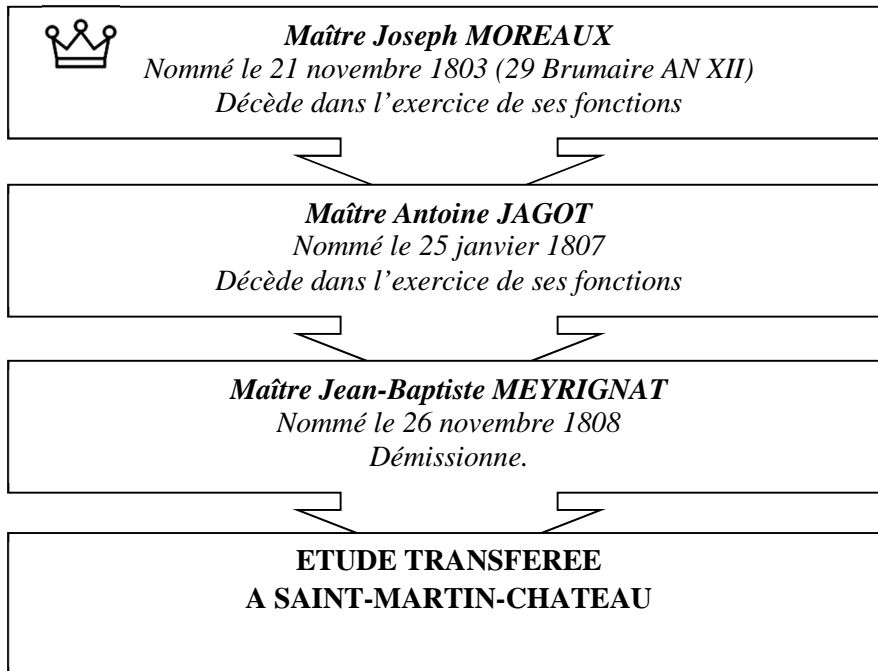 Maître Joseph MOREAUX
Nommé le 21 novembre 1803 (29 Brumaire AN XII)
Décède dans l’exercice de ses fonctions
Maître Antoine JAGOT
Nommé le 25 janvier 1807
Décède dans l’exercice de ses fonctions
Maître Jean-Baptiste MEYRIGNAT
Nommé le 26 novembre 1808
Démissionne.
ETUDE TRANSFEREE
A SAINT-MARTIN-CHATEAU